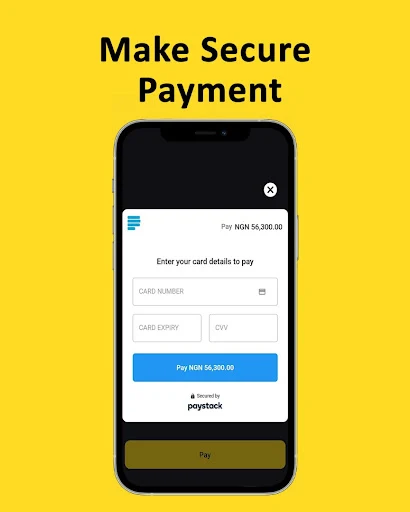 Make Secure
Payment
Pay NGN 56,300.00
Enter your card details to pay
CARD NUMBER
CARD EXPIRY CVV
Pay NGN 56,300.00
Secured by
paystack
Pay